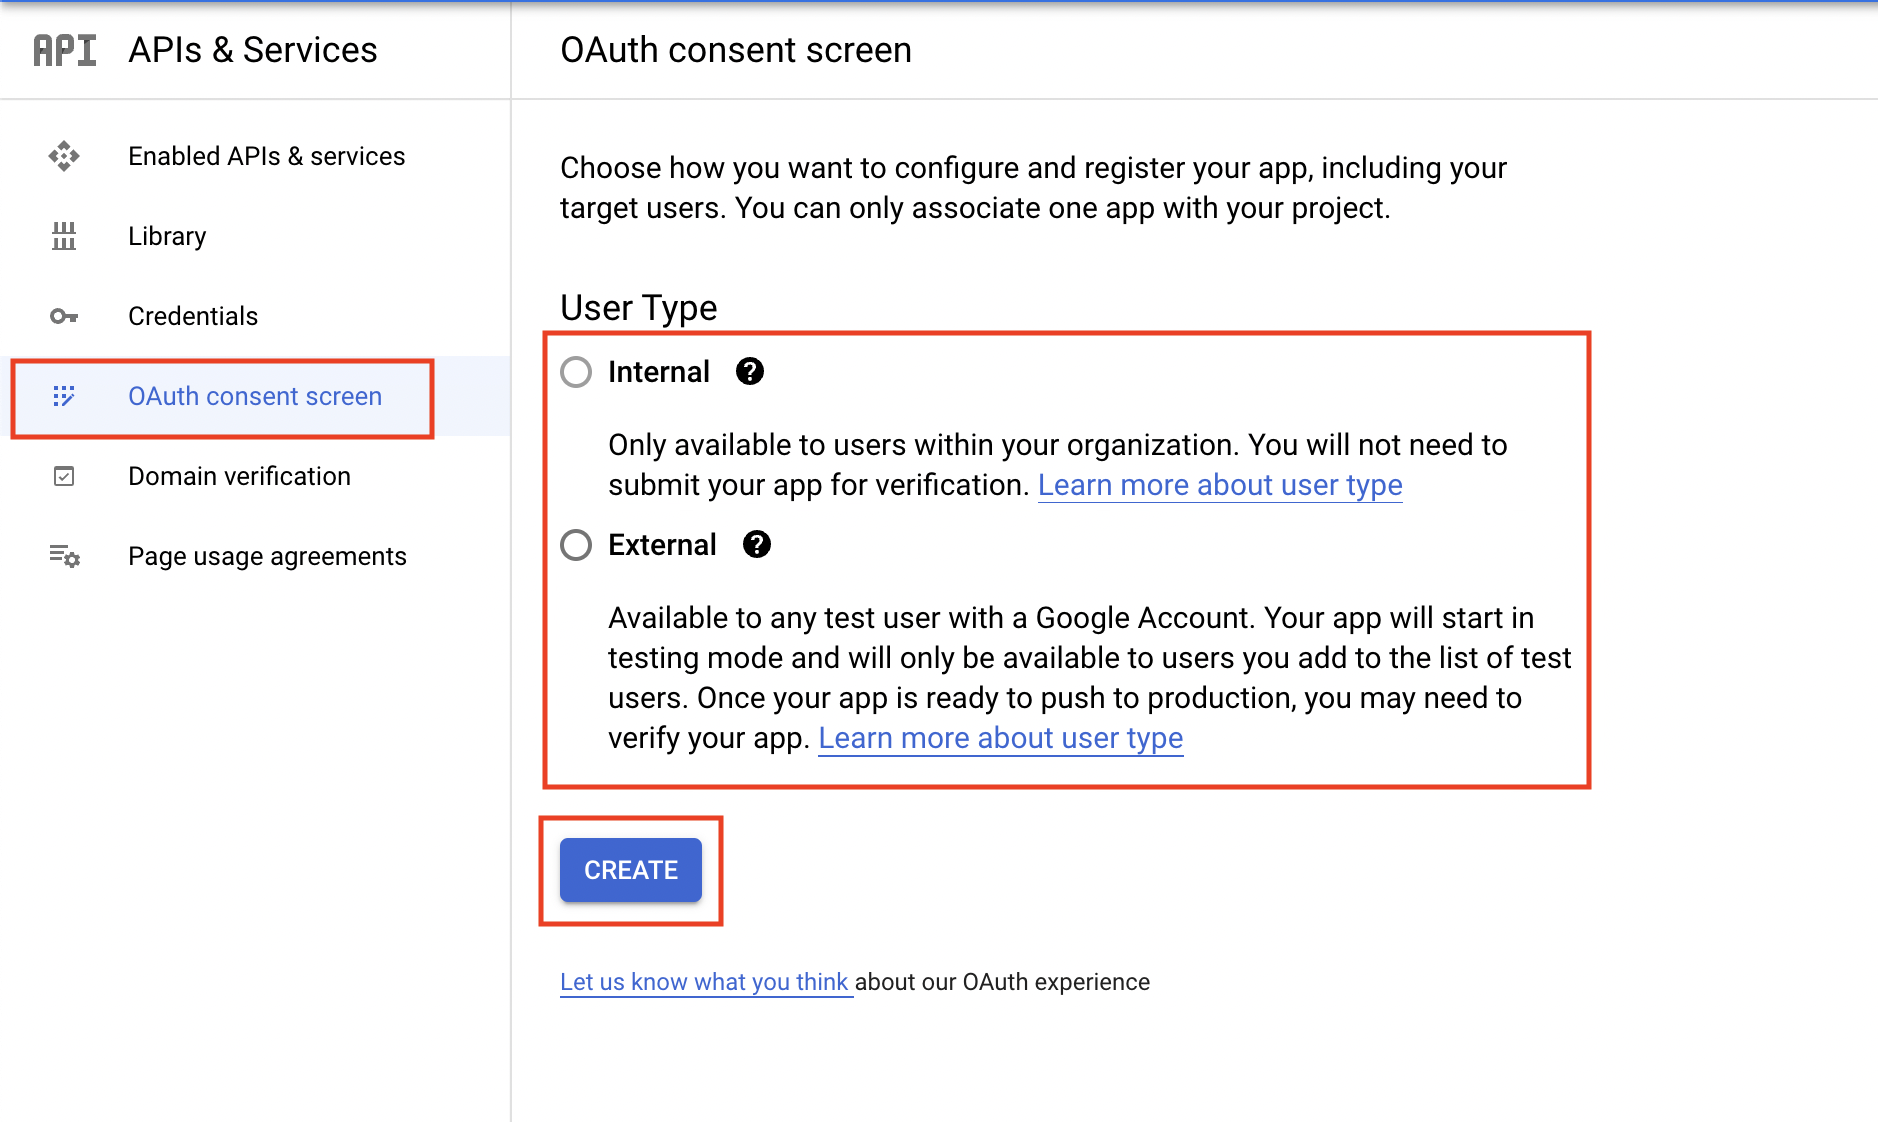 API APIs & Services
OAuth consent screen
Enabled APIs & services
Library
Credentials
OAuth consent screen
Domain verification
Page usage agreements
Choose how you want to configure and register your app, including your
target users. You can only associate one app with your project.
User Type
Internal ?
Only available to users within your organization. You will not need to
submit your app for verification. Learn more about user type
External ?
Available to any test user with a Google Account. Your app will start in
testing mode and will only be available to users you add to the list of test
users. Once your app is ready to push to production, you may need to
verify your app. Learn more about user type
CREATE
Let us know what you think about our OAuth experience